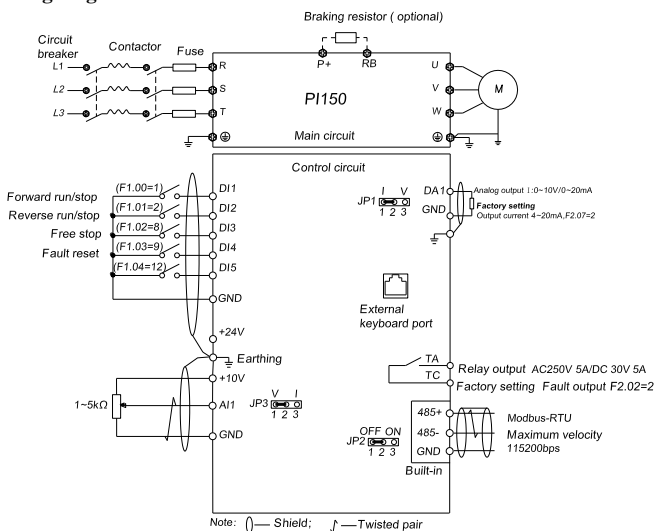 Braking resistor ( optional)
Circuit breaker
Contactor
Fuse
P+
RB
L1
R
U
L2
S
PI150
V
M
L3
T
W
Main circuit
Control circuit
Forward run/stop
(F1.00=1)
DI1
Reverse run/stop
(F1.01=2)
DI2
Free stop
(F1.02=8)
DI3
Fault reset
(F1.03=9)
DI4
(F1.04=12)
DI5
GND
+24V
Earthing
JP1
I V
1 2 3
DA1
GND
Analog output 1:0~10V/0~20mA
Factory setting
Output current 4~20mA,F2.07=2
External
keyboard port
TA
Relay output AC250V 5A/DC 30V 5A
TC
Factory setting Fault output F2.02=2
+10V
1~5kΩ
AI1
GND
JP3
V I
1 2 3
JP2
OFF ON
1 2 3
485+
485-
GND
Built-in
Modbus-RTU
Maximum velocity
115200bps
Note: Shield; Twisted pair